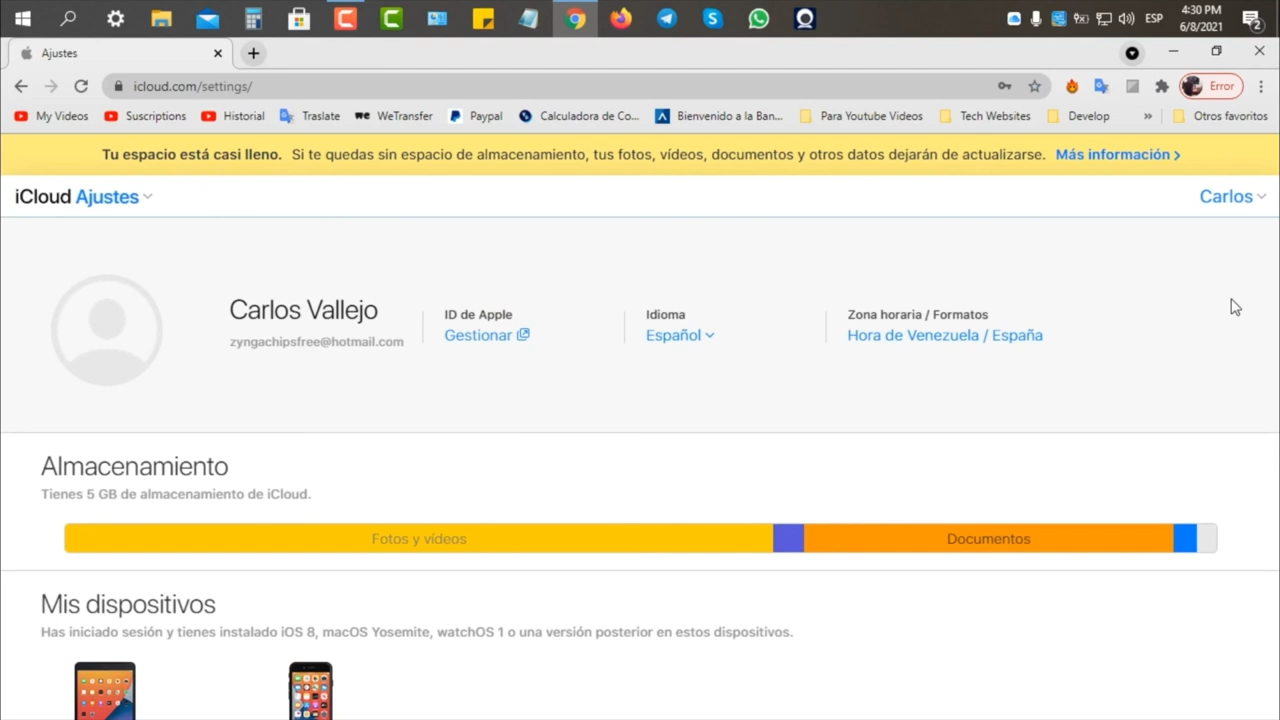 ESP
4:30 PM
6/8/2021
2
Ajustes
icloud.com/settings/
Error
My Videos
Suscriptions
Historial
Traslate
we WeTransfer
Paypal
Calculadora de Co...
Bienvenido a la Ban...
Para Youtube Videos
Tech Websites
Develop
»
Otros favoritos
Tu espacio está casi lleno. Si te quedas sin espacio de almacenamiento, tus fotos, vídeos, documentos y otros datos dejarán de actualizarse. Más información >
iCloud Ajustes
Carlos
Carlos Vallejo
zyngachipsfree@hotmail.com
ID de Apple
Gestionar
Idioma
Español
Zona horaria / Formatos
Hora de Venezuela / España
Almacenamiento
Tienes 5 GB de almacenamiento de iCloud.
Fotos y vídeos
Documentos
Mis dispositivos
Has iniciado sesión y tienes instalado iOS 8, macOS Yosemite, watchOS 1 o una versión posterior en estos dispositivos.